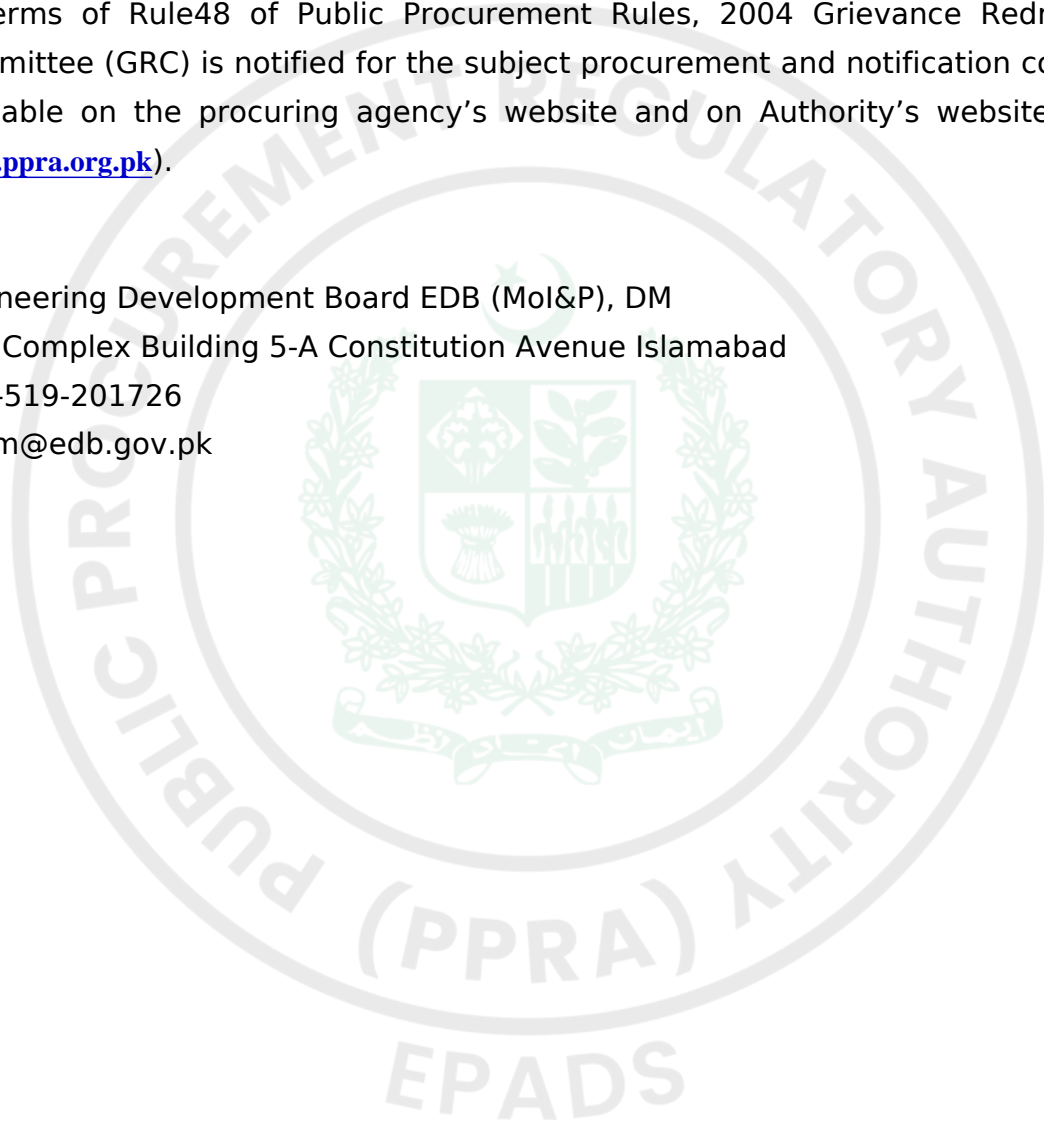 erms of Rule48 of Public Procurement Rules, 2004 Grievance Redr
mittee (GRC) is notified for the subject procurement and notification co
able on the procuring agency’s website and on Authority’s website
.ppra.org.pk).
neering Development Board EDB (MoI&P), DM
Complex Building 5-A Constitution Avenue Islamabad
-519-201726
m@edb.gov.pk
PUBLIC PROCUREMENT REGULATORY AUTHORITY
(PPRA)
EPADS